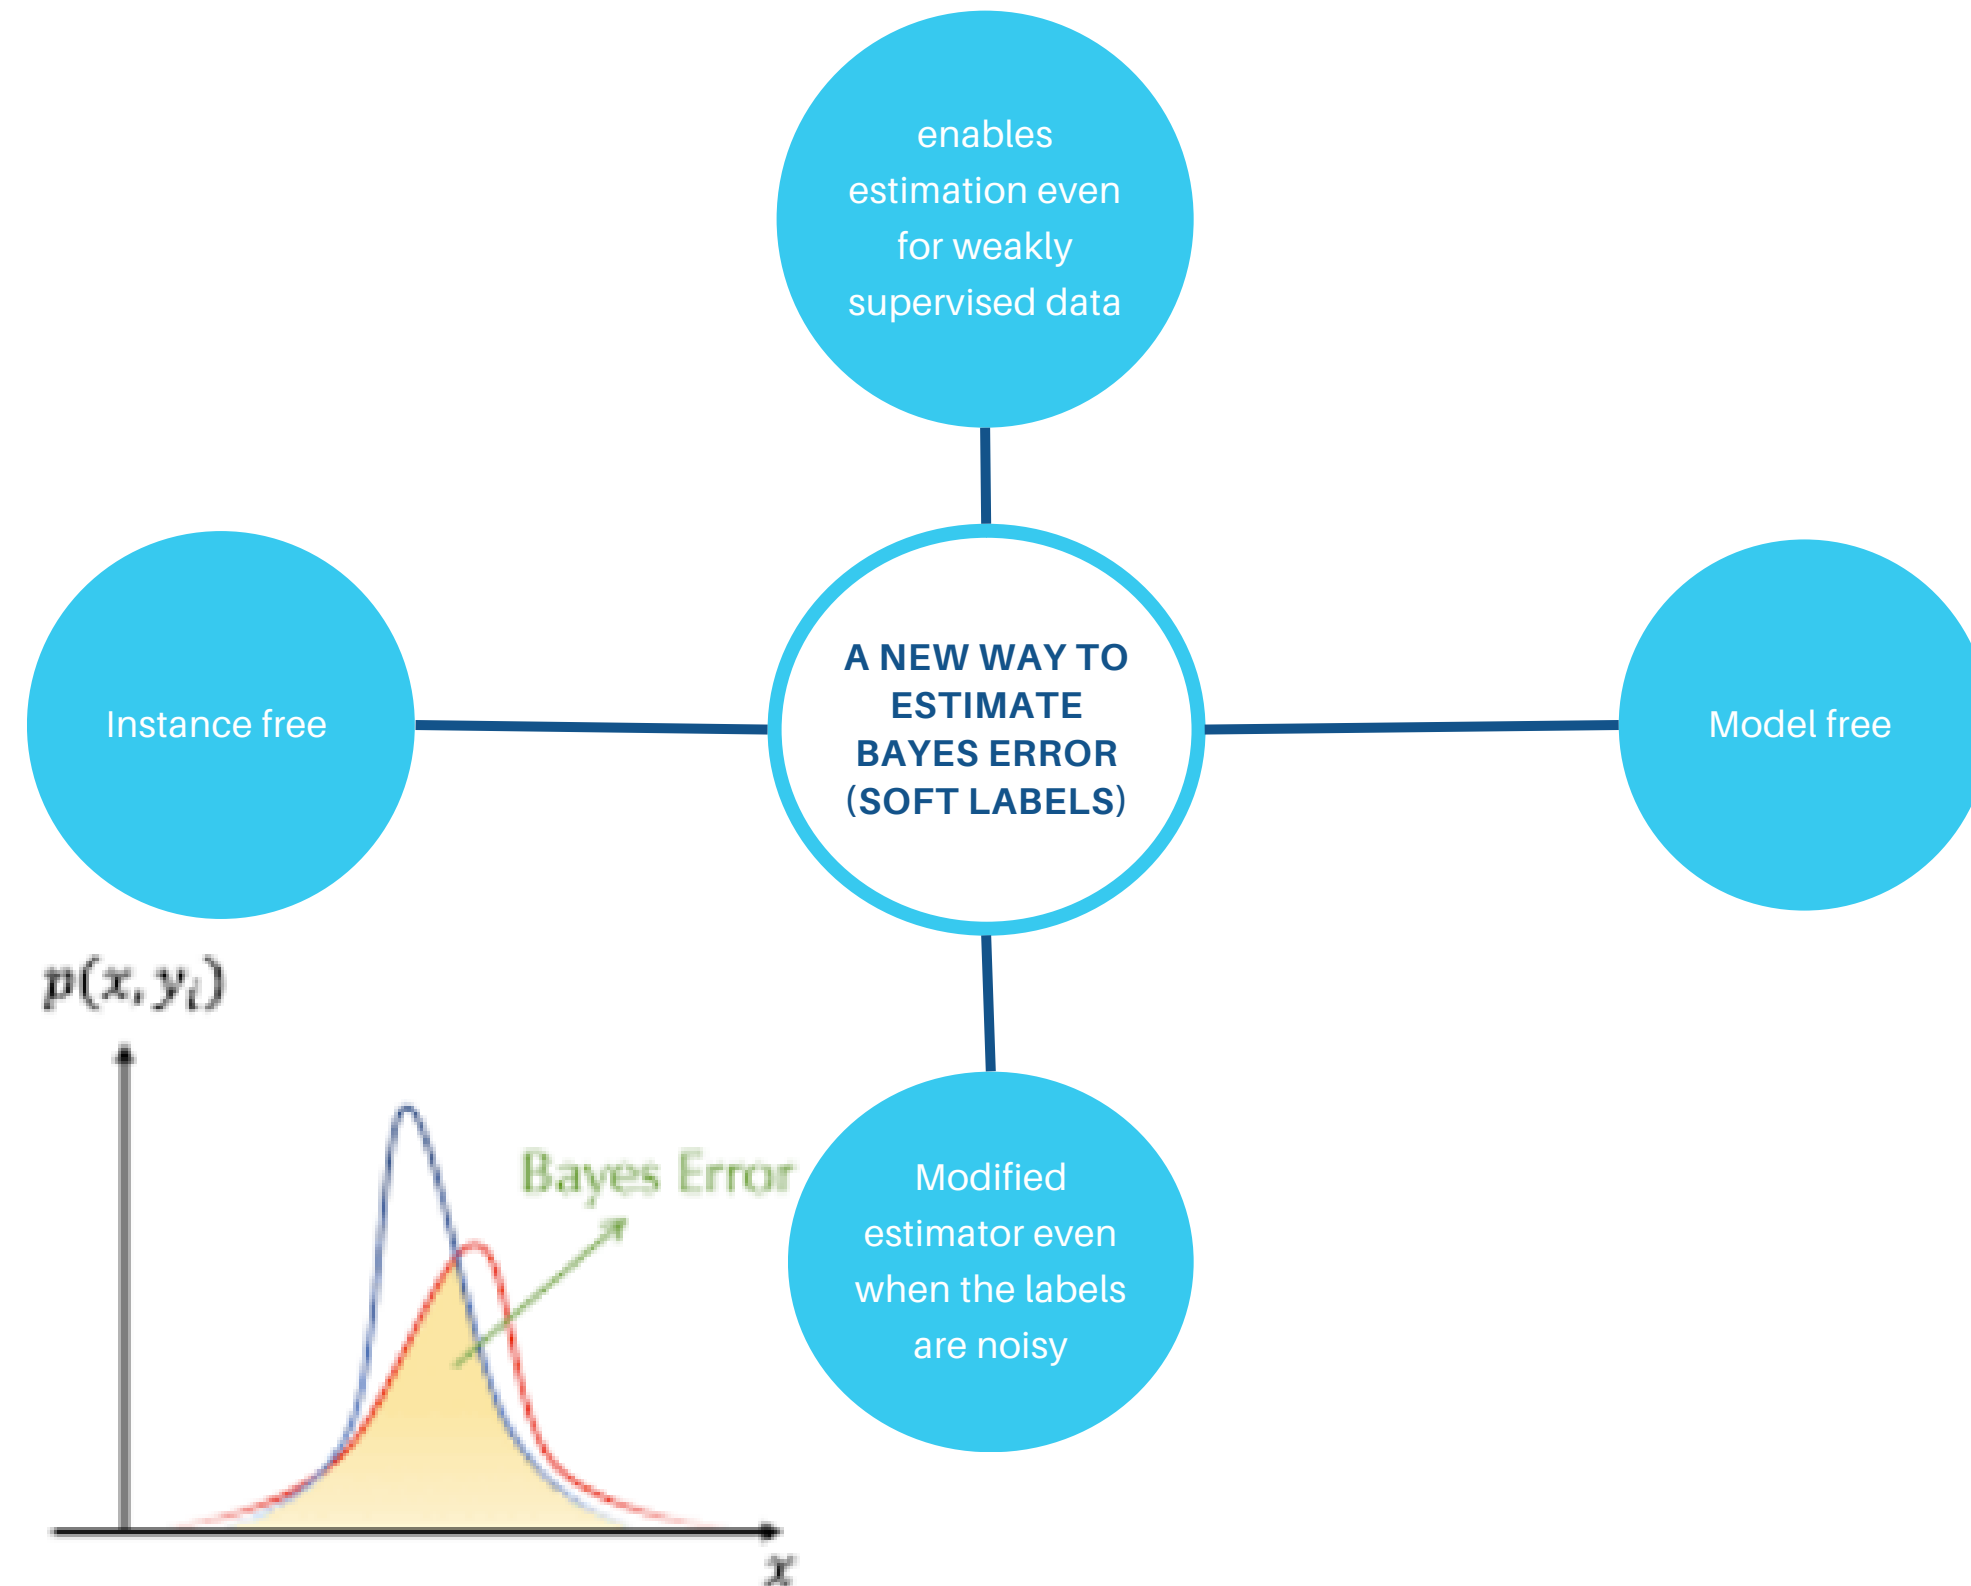 enables
estimation even
for weakly
supervised data
Instance free
A NEW WAY TO
ESTIMATE
BAYES ERROR
(SOFT LABELS)
Model free
Modified
estimator even
when the labels
are noisy
p(x, yᵢ)
Bayes Error
x